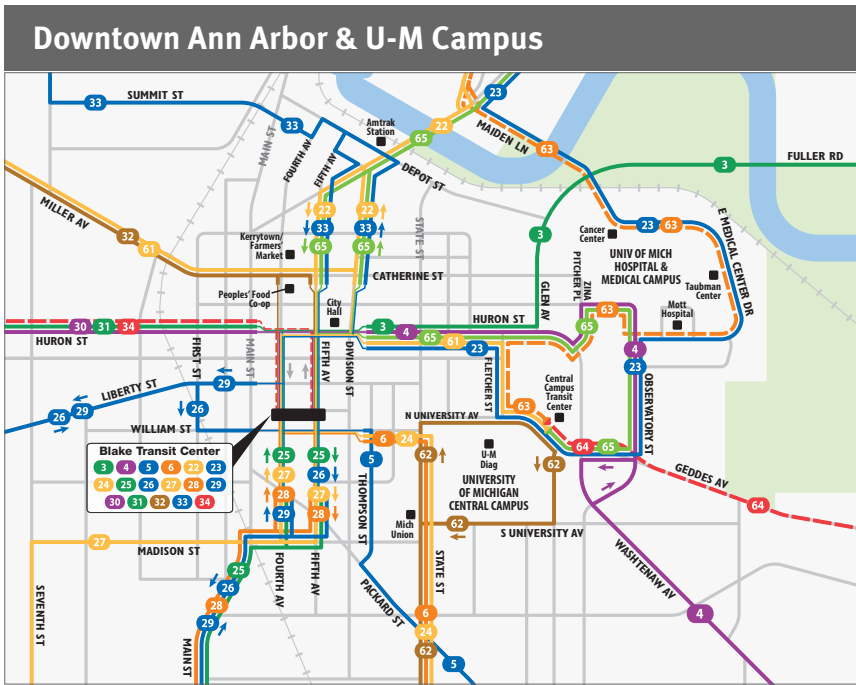 Downtown Ann Arbor & U-M Campus
23
SUMMIT ST
33
33
Amtrak
Station
22
65
MAIDEN LN
63
3
FULLER RD
MAIN ST
FOURTH AV
FIFTH AV
DEPOT ST
MILLER AV
32
61
22
33
65
22
33
65
STATE ST
Kerrytown/
Farmers'
Market
CATHERINE ST
Peoples' Food
Co-op
City
Hall
3
Cancer
Center
23
63
UNIV OF MICH
HOSPITAL &
MEDICAL CAMPUS
E MEDICAL CENTER DR
Taubman
Center
Mott
Hospital
GLEN AV
ZINA
PITCHER PL
63
65
30
31
34
HURON ST
3
4
HURON ST
65
61
23
4
23
FIRST ST
MAIN ST
FIFTH AV
DIVISION ST
FLETCHER ST
OBSERVATORY ST
LIBERTY ST
29
26
29
26
WILLIAM ST
Central
Campus
Transit
Center
63
64
65
N UNIVERSITY AV
6
24
62
5
U-M
Diag
UNIVERSITY
OF MICHIGAN
CENTRAL CAMPUS
62
GEDDES AV
64
Blake Transit Center
3 4 5 6 22 23
24 25 26 27 28 29
30 31 32 33 34
25
27
28
29
25
26
27
28
THOMPSON ST
Mich
Union
62
S UNIVERSITY AV
27
MADISON ST
SEVENTH ST
25
26
28
29
MAIN ST
FOURTH AV
FIFTH AV
PACKARD ST
STATE ST
6
24
62
5
WASHTENAW AV
4